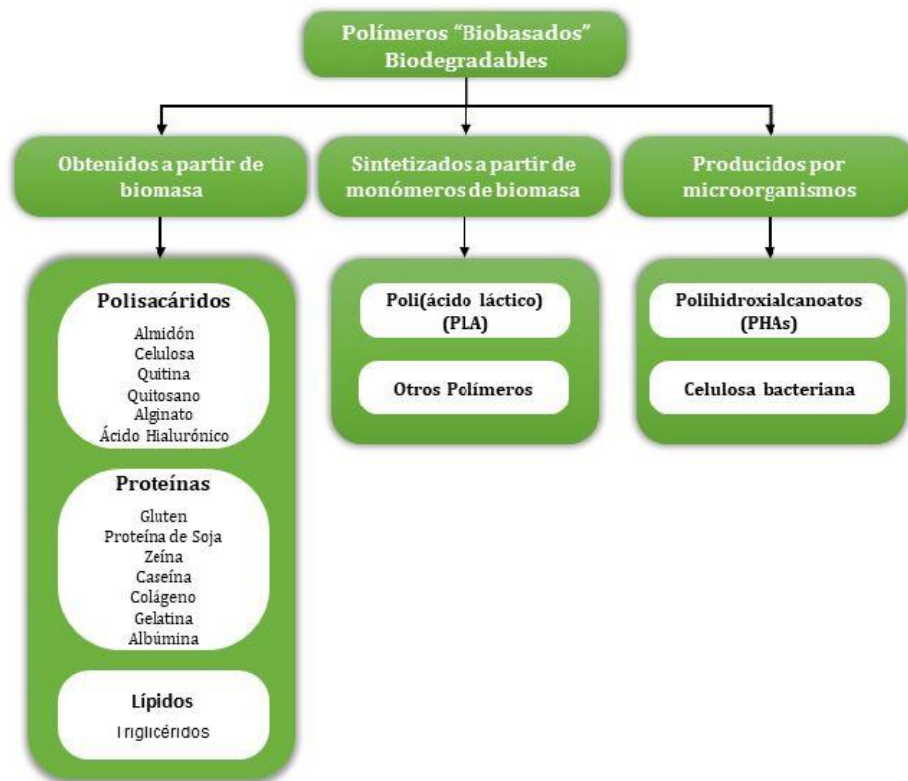 Polímeros “Biobasados”
Biodegradables
Obtenidos a partir de
biomasa
Sintetizados a partir de
monómeros de biomasa
Producidos por
microorganismos
Polisacáridos
Almidón
Celulosa
Quitina
Quitosano
Alginato
Ácido Hialurónico
Proteínas
Gluten
Proteína de Soja
Zeína
Caseína
Colágeno
Gelatina
Albúmina
Lípidos
Triglicéridos
Poli(ácido láctico)
(PLA)
Otros Polímeros
Polihidroxialcanoatos
(PHAs)
Celulosa bacteriana